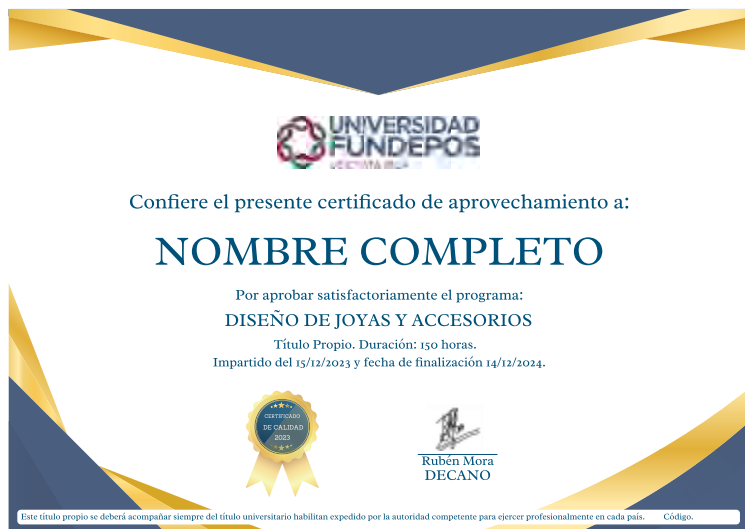 UNIVERSIDAD
FUNDEPOS
Confiere el presente certificado de aprovechamiento a:
NOMBRE COMPLETO
Por aprobar satisfactoriamente el programa:
DISEÑO DE JOYAS Y ACCESORIOS
Título Propio. Duración: 150 horas.
Impartido del 15/12/2023 y fecha de finalización 14/12/2024.
CERTIFICADO
DE CALIDAD
2023
Rubén Mora
DECANO
Este título propio se deberá acompañar siempre del título universitario habilitan expedido por la autoridad competente para ejercer profesionalmente en cada país. Código.